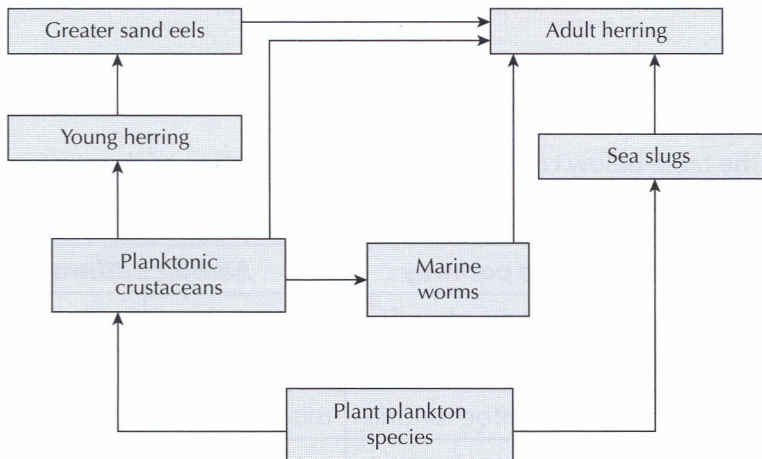 Greater sand eels
Adult herring
Young herring
Sea slugs
Planktonic
crustaceans
Marine
worms
Plant plankton
species